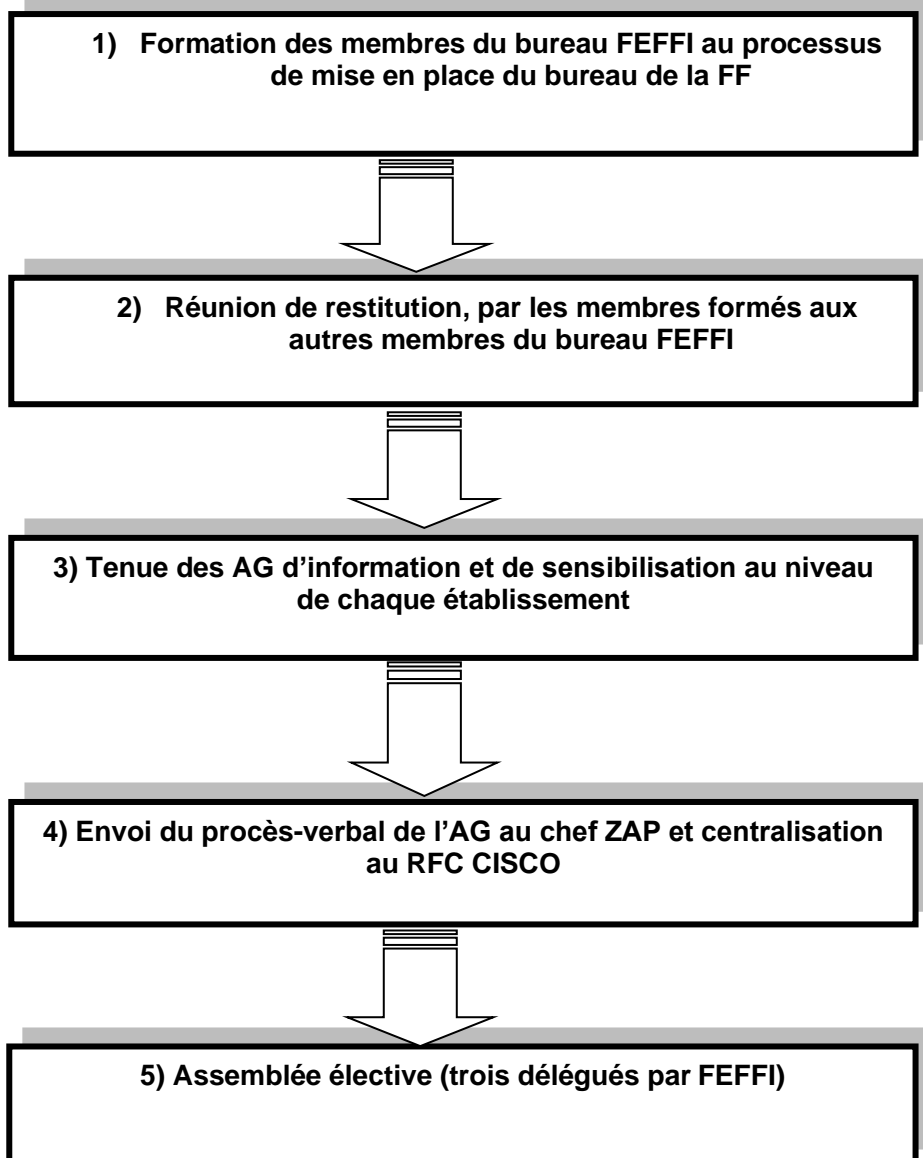 1) Formation des membres du bureau FEFFI au processus
de mise en place du bureau de la FF
2) Réunion de restitution, par les membres formés aux
autres membres du bureau FEFFI
3) Tenue des AG d’information et de sensibilisation au niveau
de chaque établissement
4) Envoi du procès-verbal de l’AG au chef ZAP et centralisation
au RFC CISCO
5) Assemblée élective (trois délégués par FEFFI)